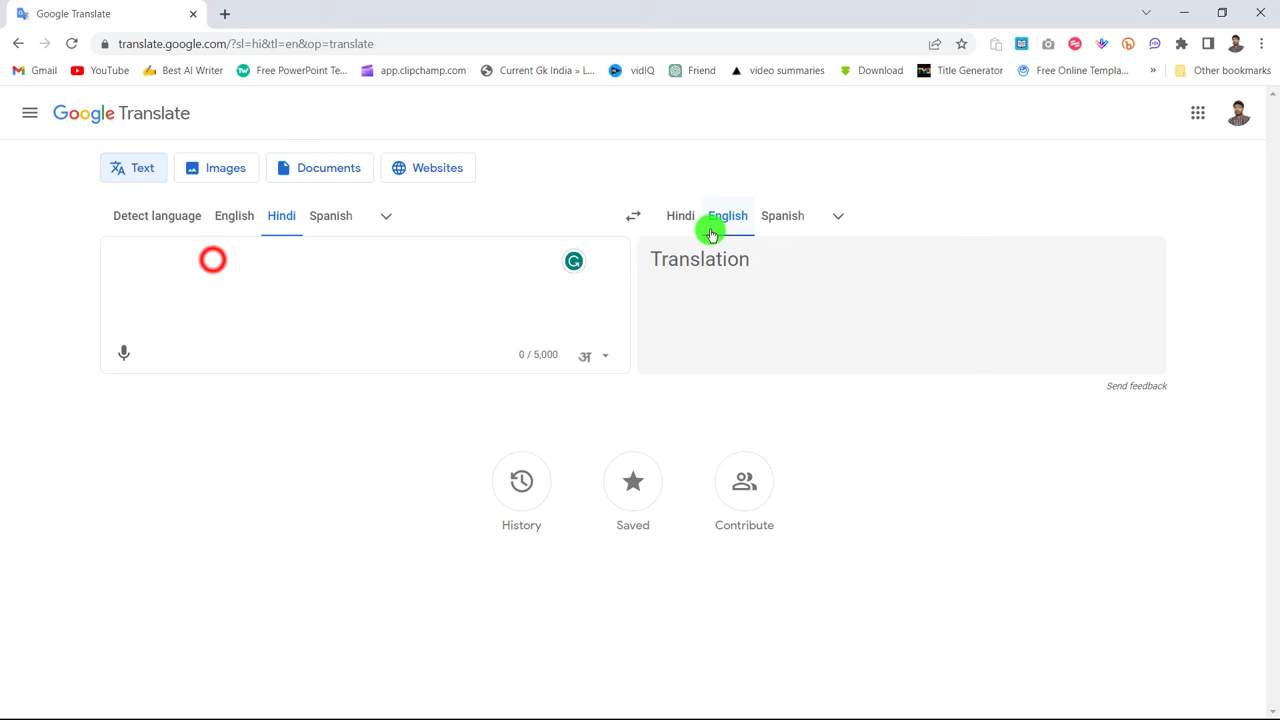 Google Translate
translate.google.com/?sl=hi&tl=en&op=translate
Gmail
YouTube
Best AI Writer
Free PowerPoint Te...
app.clipchamp.com
Current Gk India » L...
vidIQ
Friend
video summaries
Download
Title Generator
Free Online Templa...
»
Other bookmarks
Google Translate
Text
Images
Documents
Websites
Detect language
English
Hindi
Spanish
Hindi
English
Spanish
Translation
0 / 5,000
अ
Send feedback
History
Saved
Contribute